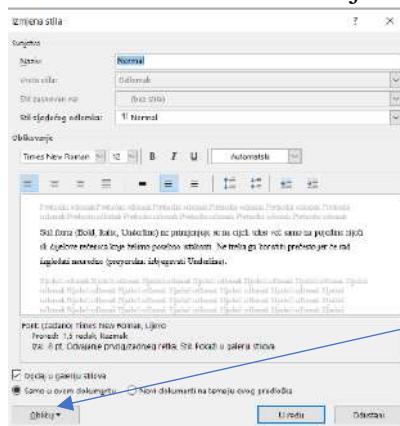 Izmjena stila ? ×
Svojstva
Naziv: Normal
Vrsta stila: Odlomak
Stil zasnovan na: (bez stila)
Stil sljedećeg odlomka: ¶ Normal
Oblikovanje
Times New Roman 12 B I U Automatski
Stil fonta (Bold, Italic, Underline) ne primjenjuje se na cijeli tekst već samo na pojedine riječi
ili dijelove rečenica koje želimo posebno istaknuti. Ne treba ga koristiti prečesto jer će rad
izgledati neuredno (preporuka: izbjegavati Underline).
Font: (Zadano) Times New Roman, Lijevo
Prored: 1,5 redak, Razmak
Iza: 6 pt, Odvajanje prvog/zadnjeg retka, Stil: Pokaži u galeriji stilova
Dodaj u galeriju stilova
Samo u ovom dokumentu Novi dokumenti na temelju ovog predloška
Oblikuj U redu Odustani